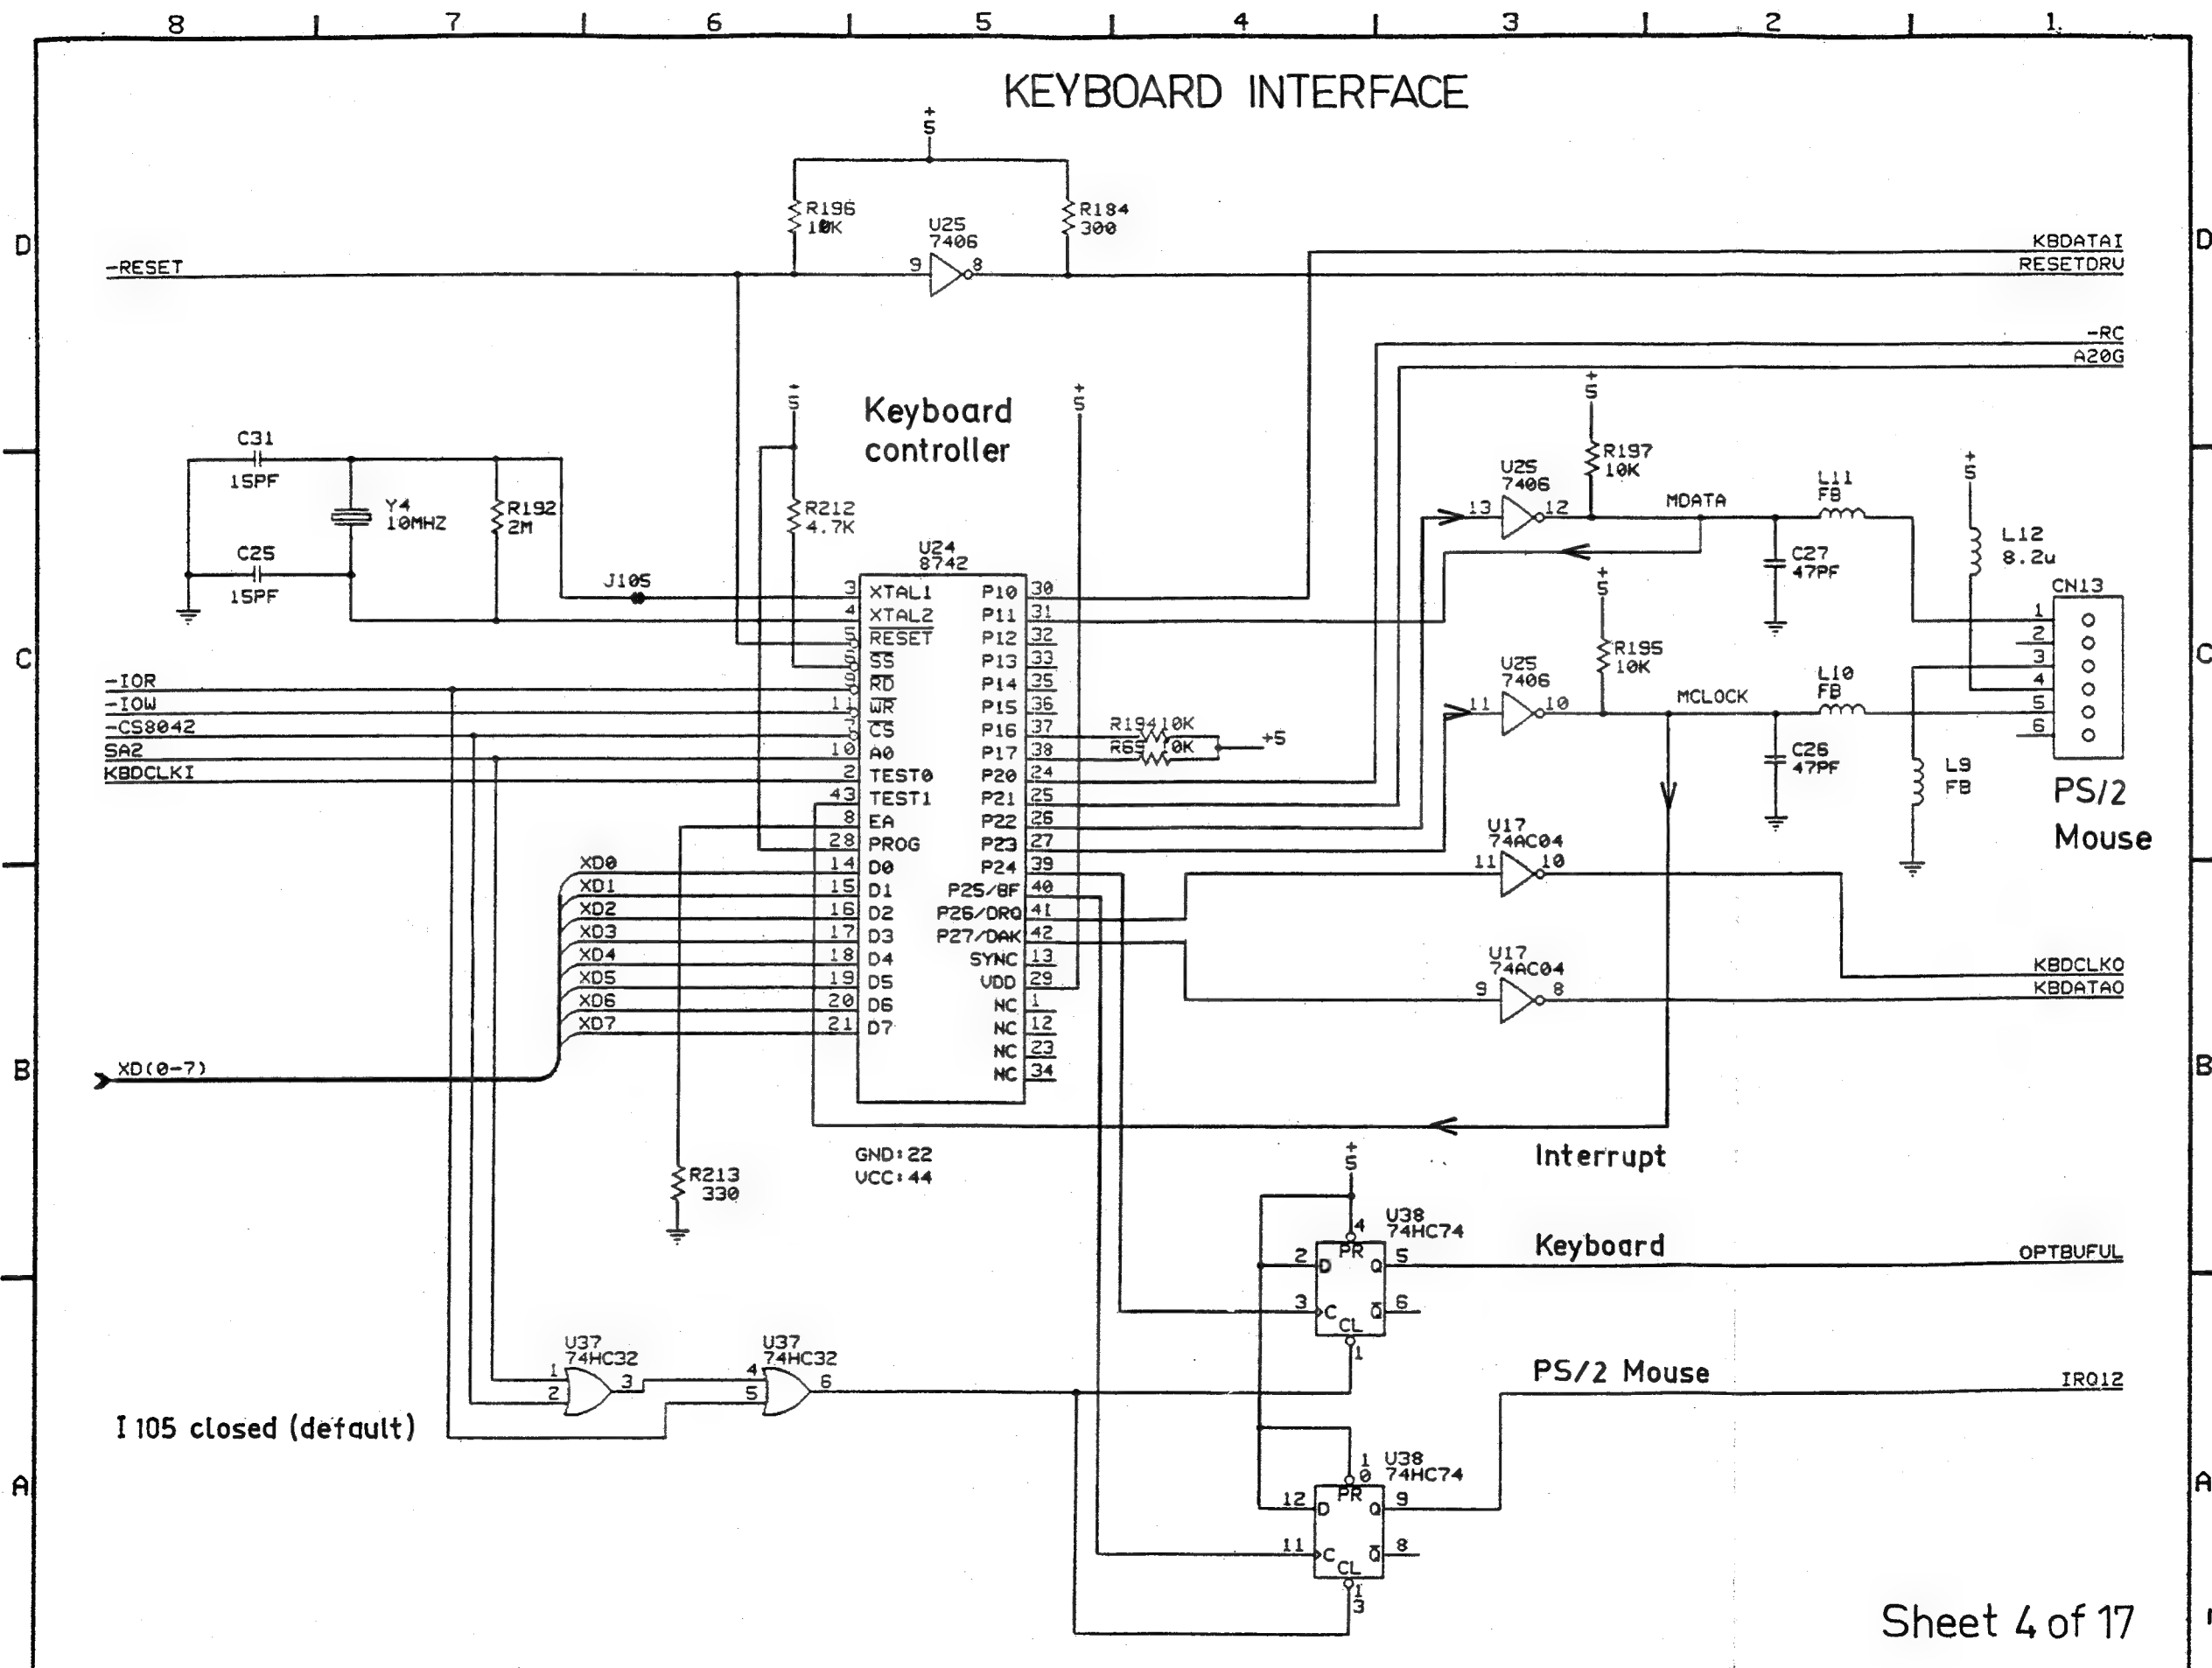 8 7 6 5 4 3 2 1
KEYBOARD INTERFACE
D
D
C
C
B
B
A
A
+5
R196
10K
U25
7406
9
8
R184
300
-RESET
KBDATAI
RESETDRV
-RC
A20G
+5
Keyboard
controller
+5
C31
15PF
Y4
10MHZ
R192
2M
C25
15PF
J105
R212
4.7K
U24
8742
3 XTAL1
4 XTAL2
5 RESET
SS
RD
11 WR
CS
10 A0
2 TEST0
43 TEST1
8 EA
28 PROG
14 D0
15 D1
16 D2
17 D3
18 D4
19 D5
20 D6
21 D7
P10 30
P11 31
P12 32
P13 33
P14 35
P15 36
P16 37
P17 38
P20 24
P21 25
P22 26
P23 27
P24 39
P25/BF 40
P26/DRQ 41
P27/DAK 42
SYNC 13
VDD 29
NC 1
NC 12
NC 23
NC 34
GND:22
VCC:44
-IOR
-IOW
-CS8042
SA2
KBDCLKI
XD0
XD1
XD2
XD3
XD4
XD5
XD6
XD7
XD(0-7)
R213
330
R194 10K
+5
+5
R197
10K
U25
7406
13
12
MDATA
L11
FB
C27
47PF
+5
L12
8.2u
+5
R195
10K
U25
7406
11
10
MCLOCK
L10
FB
C26
47PF
L9
FB
CN13
1
2
3
4
5
6
PS/2
Mouse
U17
74AC04
11
10
U17
74AC04
9
8
KBDCLKO
KBDATAO
Interrupt
+5
U38
74HC74
4
PR
2 D
Q 5
3 C
Q 6
CL
1
Keyboard
OPTBUFUL
U37
74HC32
1
2
3
U37
74HC32
4
5
6
PS/2 Mouse
IRQ12
I 105 closed (default)
U38
74HC74
10
PR
12 D
Q 9
11 C
Q 8
CL
13
Sheet 4 of 17